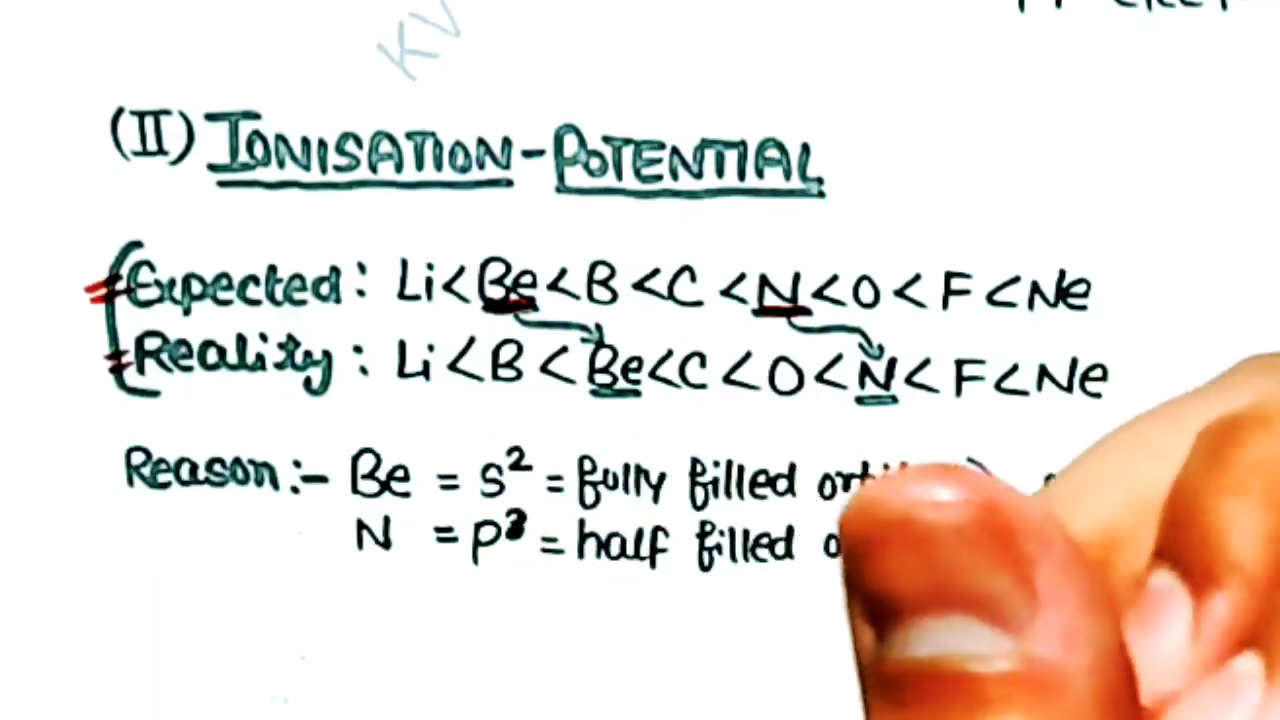 KV
(II) IONISATION-POTENTIAL
Expected: Li<Be<B<C<N<O<F<Ne
Reality: Li<B<Be<C<O<N<F<Ne
Reason:- Be = s² = fully filled
N = p³ = half filled